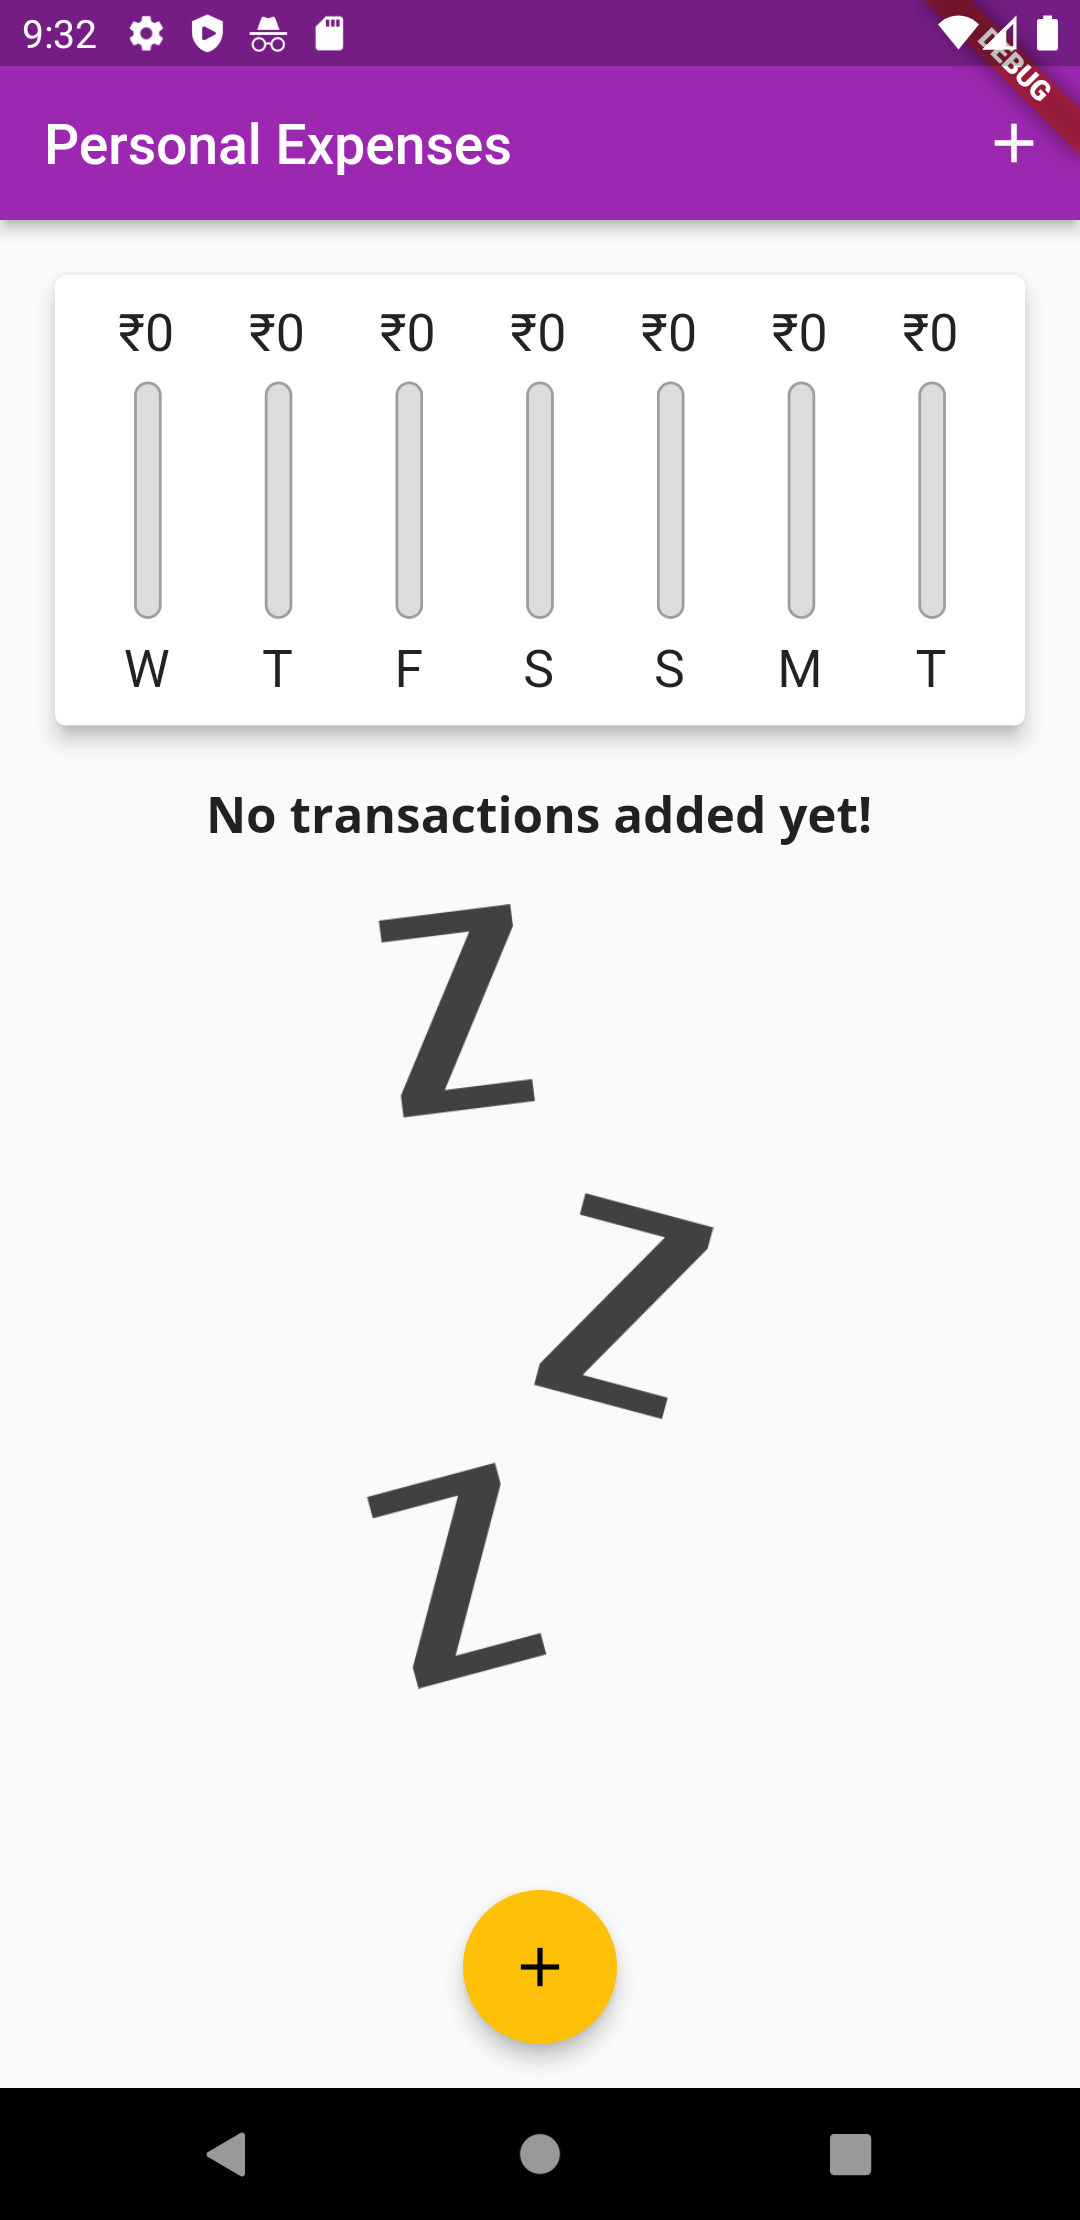 9:32
DEBUG
Personal Expenses
₹0 ₹0 ₹0 ₹0 ₹0 ₹0 ₹0
W T F S S M T
No transactions added yet!
Z
Z
Z